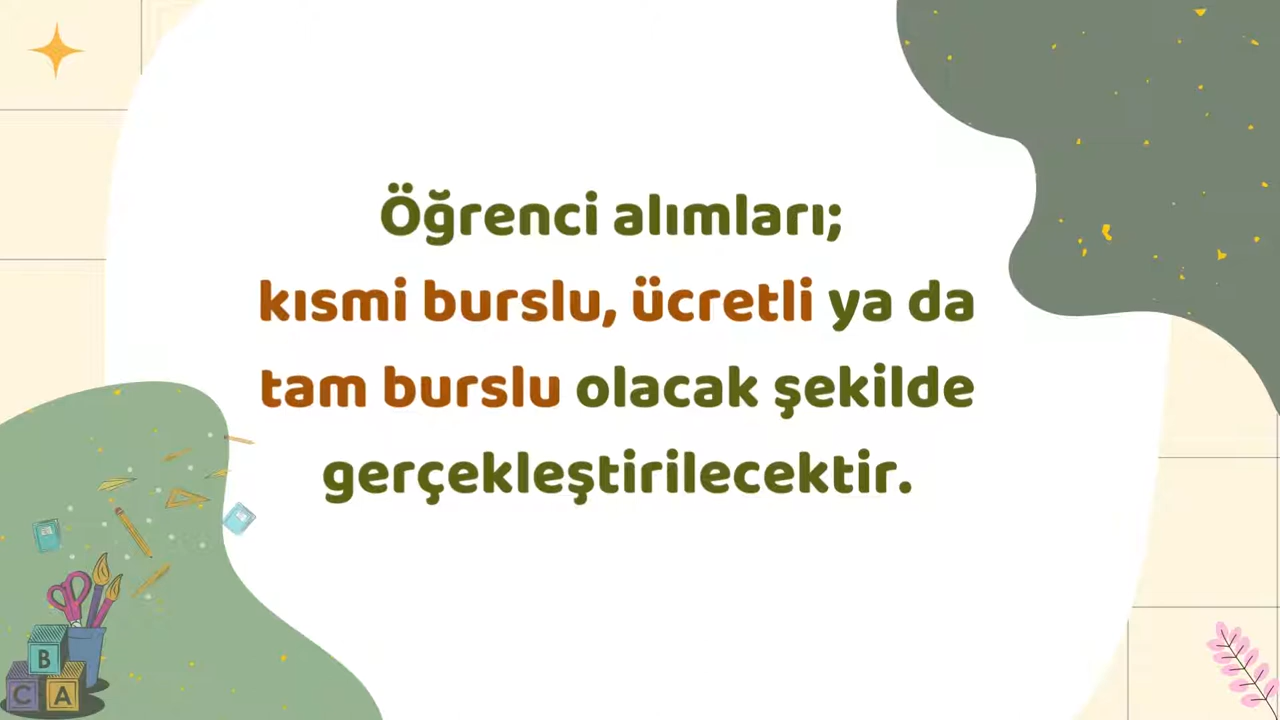 Öğrenci alımları;
kısmi burslu, ücretli ya da
tam burslu olacak şekilde
gerçekleştirilecektir.
B
C A